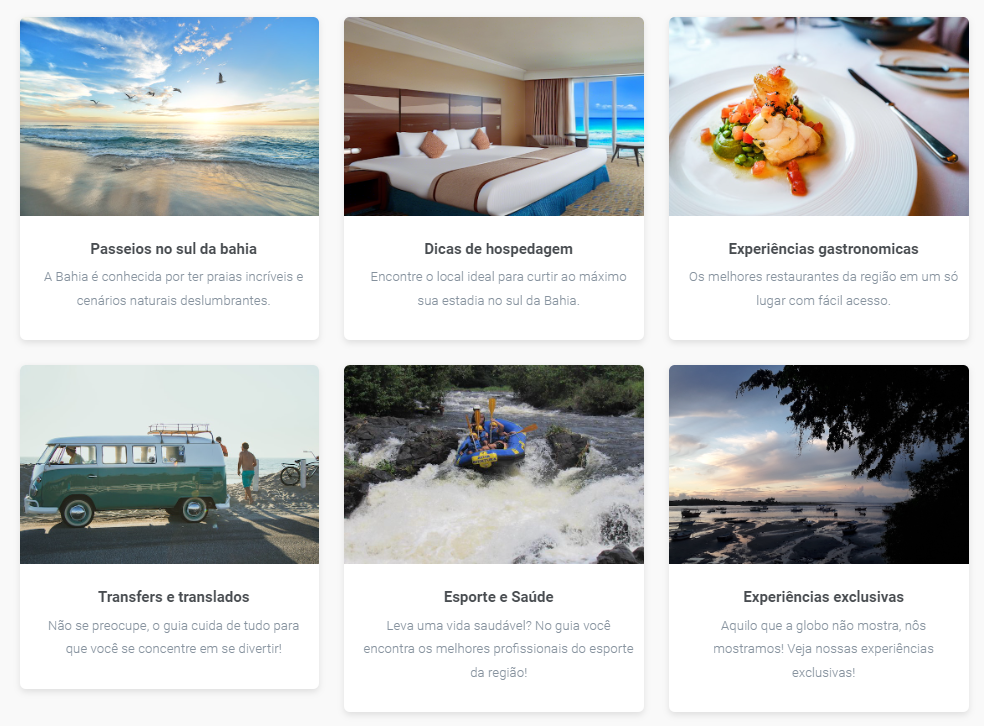 Passeios no sul da bahia
A Bahia é conhecida por ter praias incríveis e
cenários naturais deslumbrantes.
Dicas de hospedagem
Encontre o local ideal para curtir ao máximo
sua estadia no sul da Bahia.
Experiências gastronomicas
Os melhores restaurantes da região em um só
lugar com fácil acesso.
Transfers e translados
Não se preocupe, o guia cuida de tudo para
que você se concentre em se divertir!
Esporte e Saúde
Leva uma vida saudável? No guia você
encontra os melhores profissionais do esporte
da região!
Experiências exclusivas
Aquilo que a globo não mostra, nôs
mostramos! Veja nossas experiências
exclusivas!